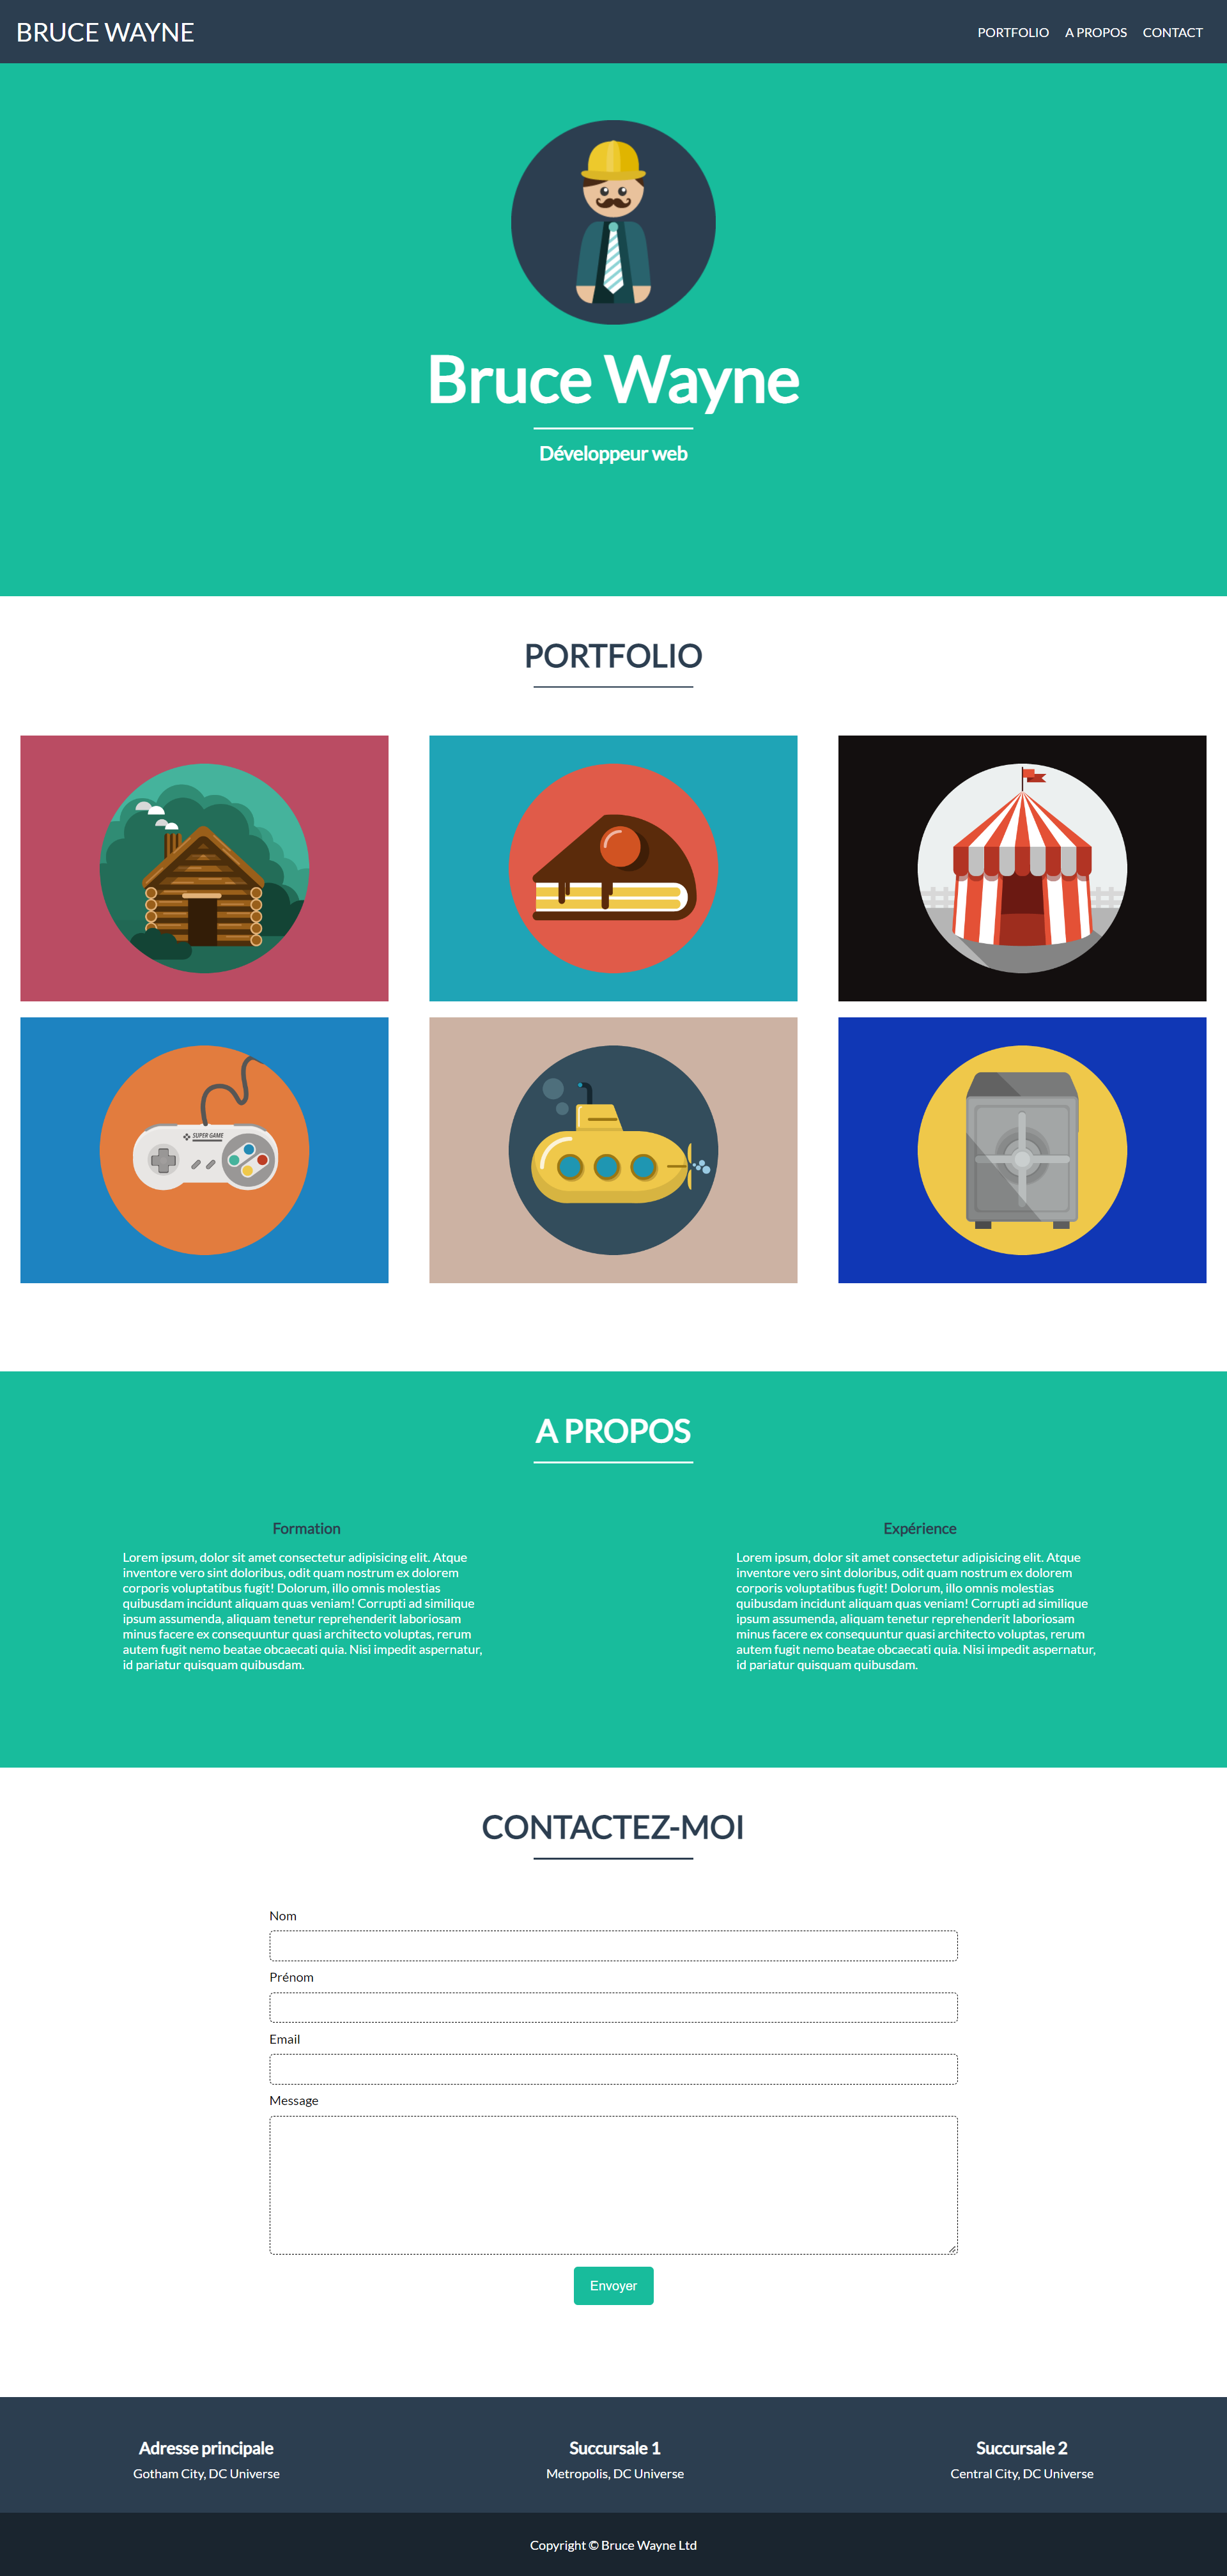 BRUCE WAYNE
PORTFOLIO A PROPOS CONTACT
Bruce Wayne
Développeur web
PORTFOLIO
SUPER GAME
A PROPOS
Formation
Lorem ipsum, dolor sit amet consectetur adipisicing elit. Atque
inventore vero sint doloribus, odit quam nostrum ex dolorem
corporis voluptatibus fugit! Dolorum, illo omnis molestias
quibusdam incidunt aliquam quas veniam! Corrupti ad similique
ipsum assumenda, aliquam tenetur reprehenderit laboriosam
minus facere ex consequuntur quasi architecto voluptas, rerum
autem fugit nemo beatae obcaecati quia. Nisi impedit aspernatur,
id pariatur quisquam quibusdam.
Expérience
Lorem ipsum, dolor sit amet consectetur adipisicing elit. Atque
inventore vero sint doloribus, odit quam nostrum ex dolorem
corporis voluptatibus fugit! Dolorum, illo omnis molestias
quibusdam incidunt aliquam quas veniam! Corrupti ad similique
ipsum assumenda, aliquam tenetur reprehenderit laboriosam
minus facere ex consequuntur quasi architecto voluptas, rerum
autem fugit nemo beatae obcaecati quia. Nisi impedit aspernatur,
id pariatur quisquam quibusdam.
CONTACTEZ-MOI
Nom
Prénom
Email
Message
Envoyer
Adresse principale
Gotham City, DC Universe
Succursale 1
Metropolis, DC Universe
Succursale 2
Central City, DC Universe
Copyright © Bruce Wayne Ltd